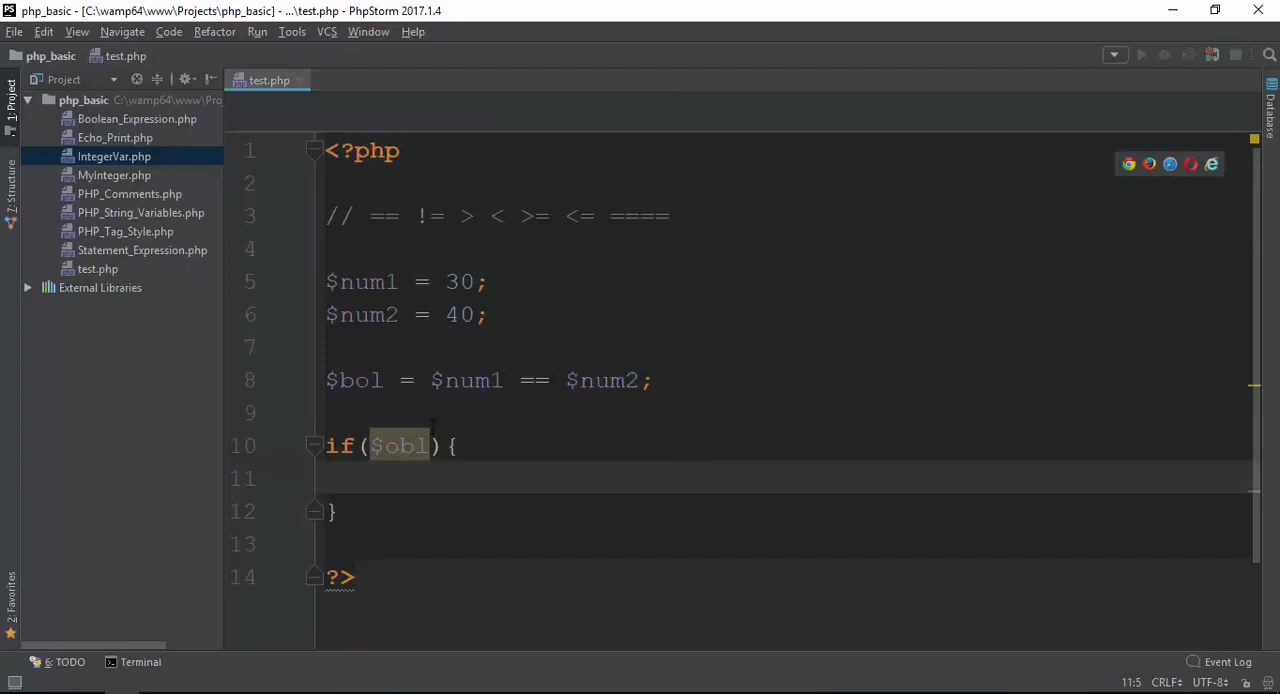 php_basic - [C:\wamp64\www\Projects\php_basic] - ...\test.php - PhpStorm 2017.1.4
File Edit View Navigate Code Refactor Run Tools VCS Window Help
php_basic test.php
Project
test.php
1: Project
Z: Structure
2: Favorites
Database
php_basic C:\wamp64\www\Pro
Boolean_Expression.php
Echo_Print.php
IntegerVar.php
MyInteger.php
PHP_Comments.php
PHP_String_Variables.php
PHP_Tag_Style.php
Statement_Expression.php
test.php
External Libraries
1 <?php
2
3 // == != > < >= <= ====
4
5 $num1 = 30;
6 $num2 = 40;
7
8 $bol = $num1 == $num2;
9
10 if($obl){
11
12 }
13
14 ?>
6: TODO Terminal Event Log
11:5 CRLF UTF-8